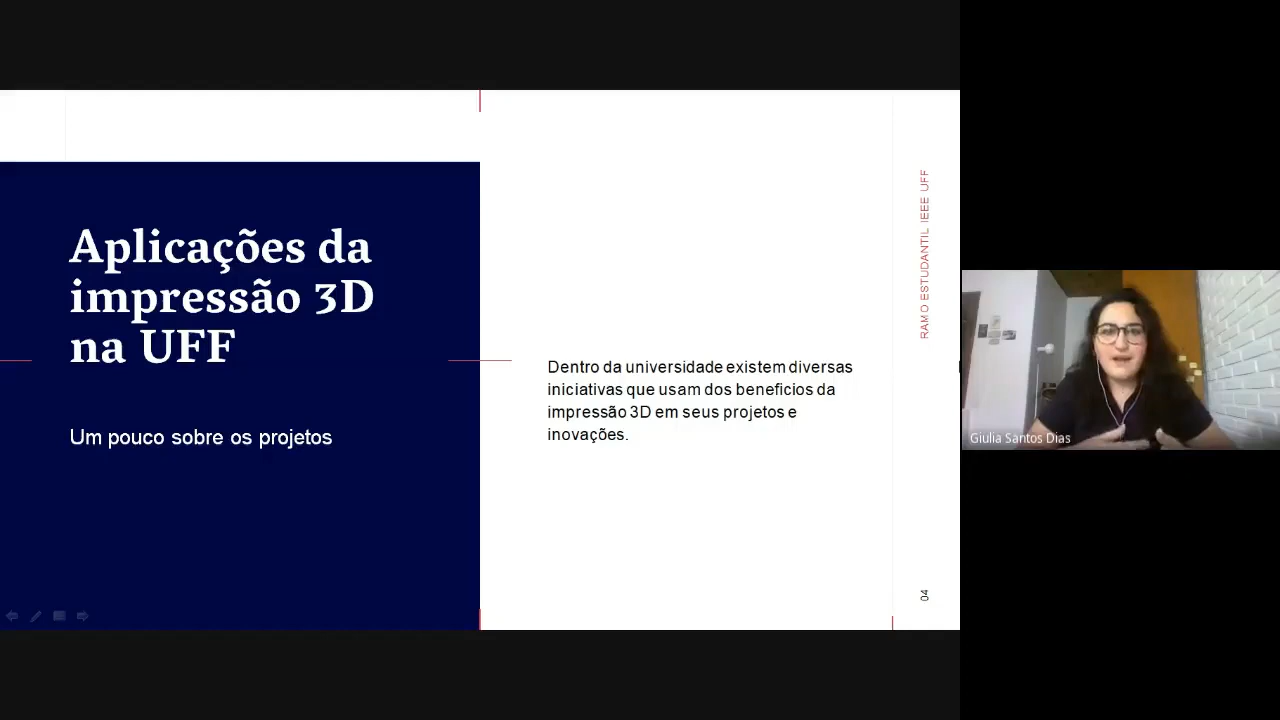 Aplicações da
impressão 3D
na UFF
Um pouco sobre os projetos
Dentro da universidade existem diversas
iniciativas que usam dos beneficios da
impressão 3D em seus projetos e
inovações.
RAMO ESTUDANTIL IEEE UFF
04
Giulia Santos Dias